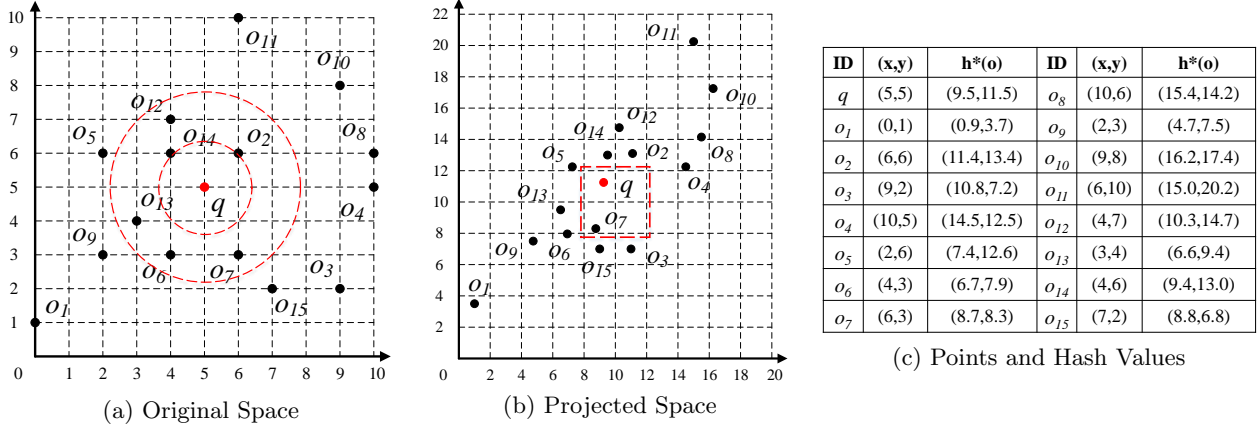 10
9
8
7
6
5
4
3
2
1
0
1 2 3 4 5 6 7 8 9 10
o11
o10
o12
o5
o14
o2
o8
q
o13
o4
o9
o6
o7
o3
o15
o1
(a) Original Space
22
20
18
16
14
12
10
8
6
4
2
0
2 4 6 8 10 12 14 16 18 20
o11
o10
o12
o14
o5
o2
o8
q
o4
o13
o7
o9
o6
o15
o3
o1
(b) Projected Space
ID (x,y) h*(o) ID (x,y) h*(o)
q (5,5) (9.5,11.5) o8 (10,6) (15.4,14.2)
o1 (0,1) (0.9,3.7) o9 (2,3) (4.7,7.5)
o2 (6,6) (11.4,13.4) o10 (9,8) (16.2,17.4)
o3 (9,2) (10.8,7.2) o11 (6,10) (15.0,20.2)
o4 (10,5) (14.5,12.5) o12 (4,7) (10.3,14.7)
o5 (2,6) (7.4,12.6) o13 (3,4) (6.6,9.4)
o6 (4,3) (6.7,7.9) o14 (4,6) (9.4,13.0)
o7 (6,3) (8.7,8.3) o15 (7,2) (8.8,6.8)
(c) Points and Hash Values